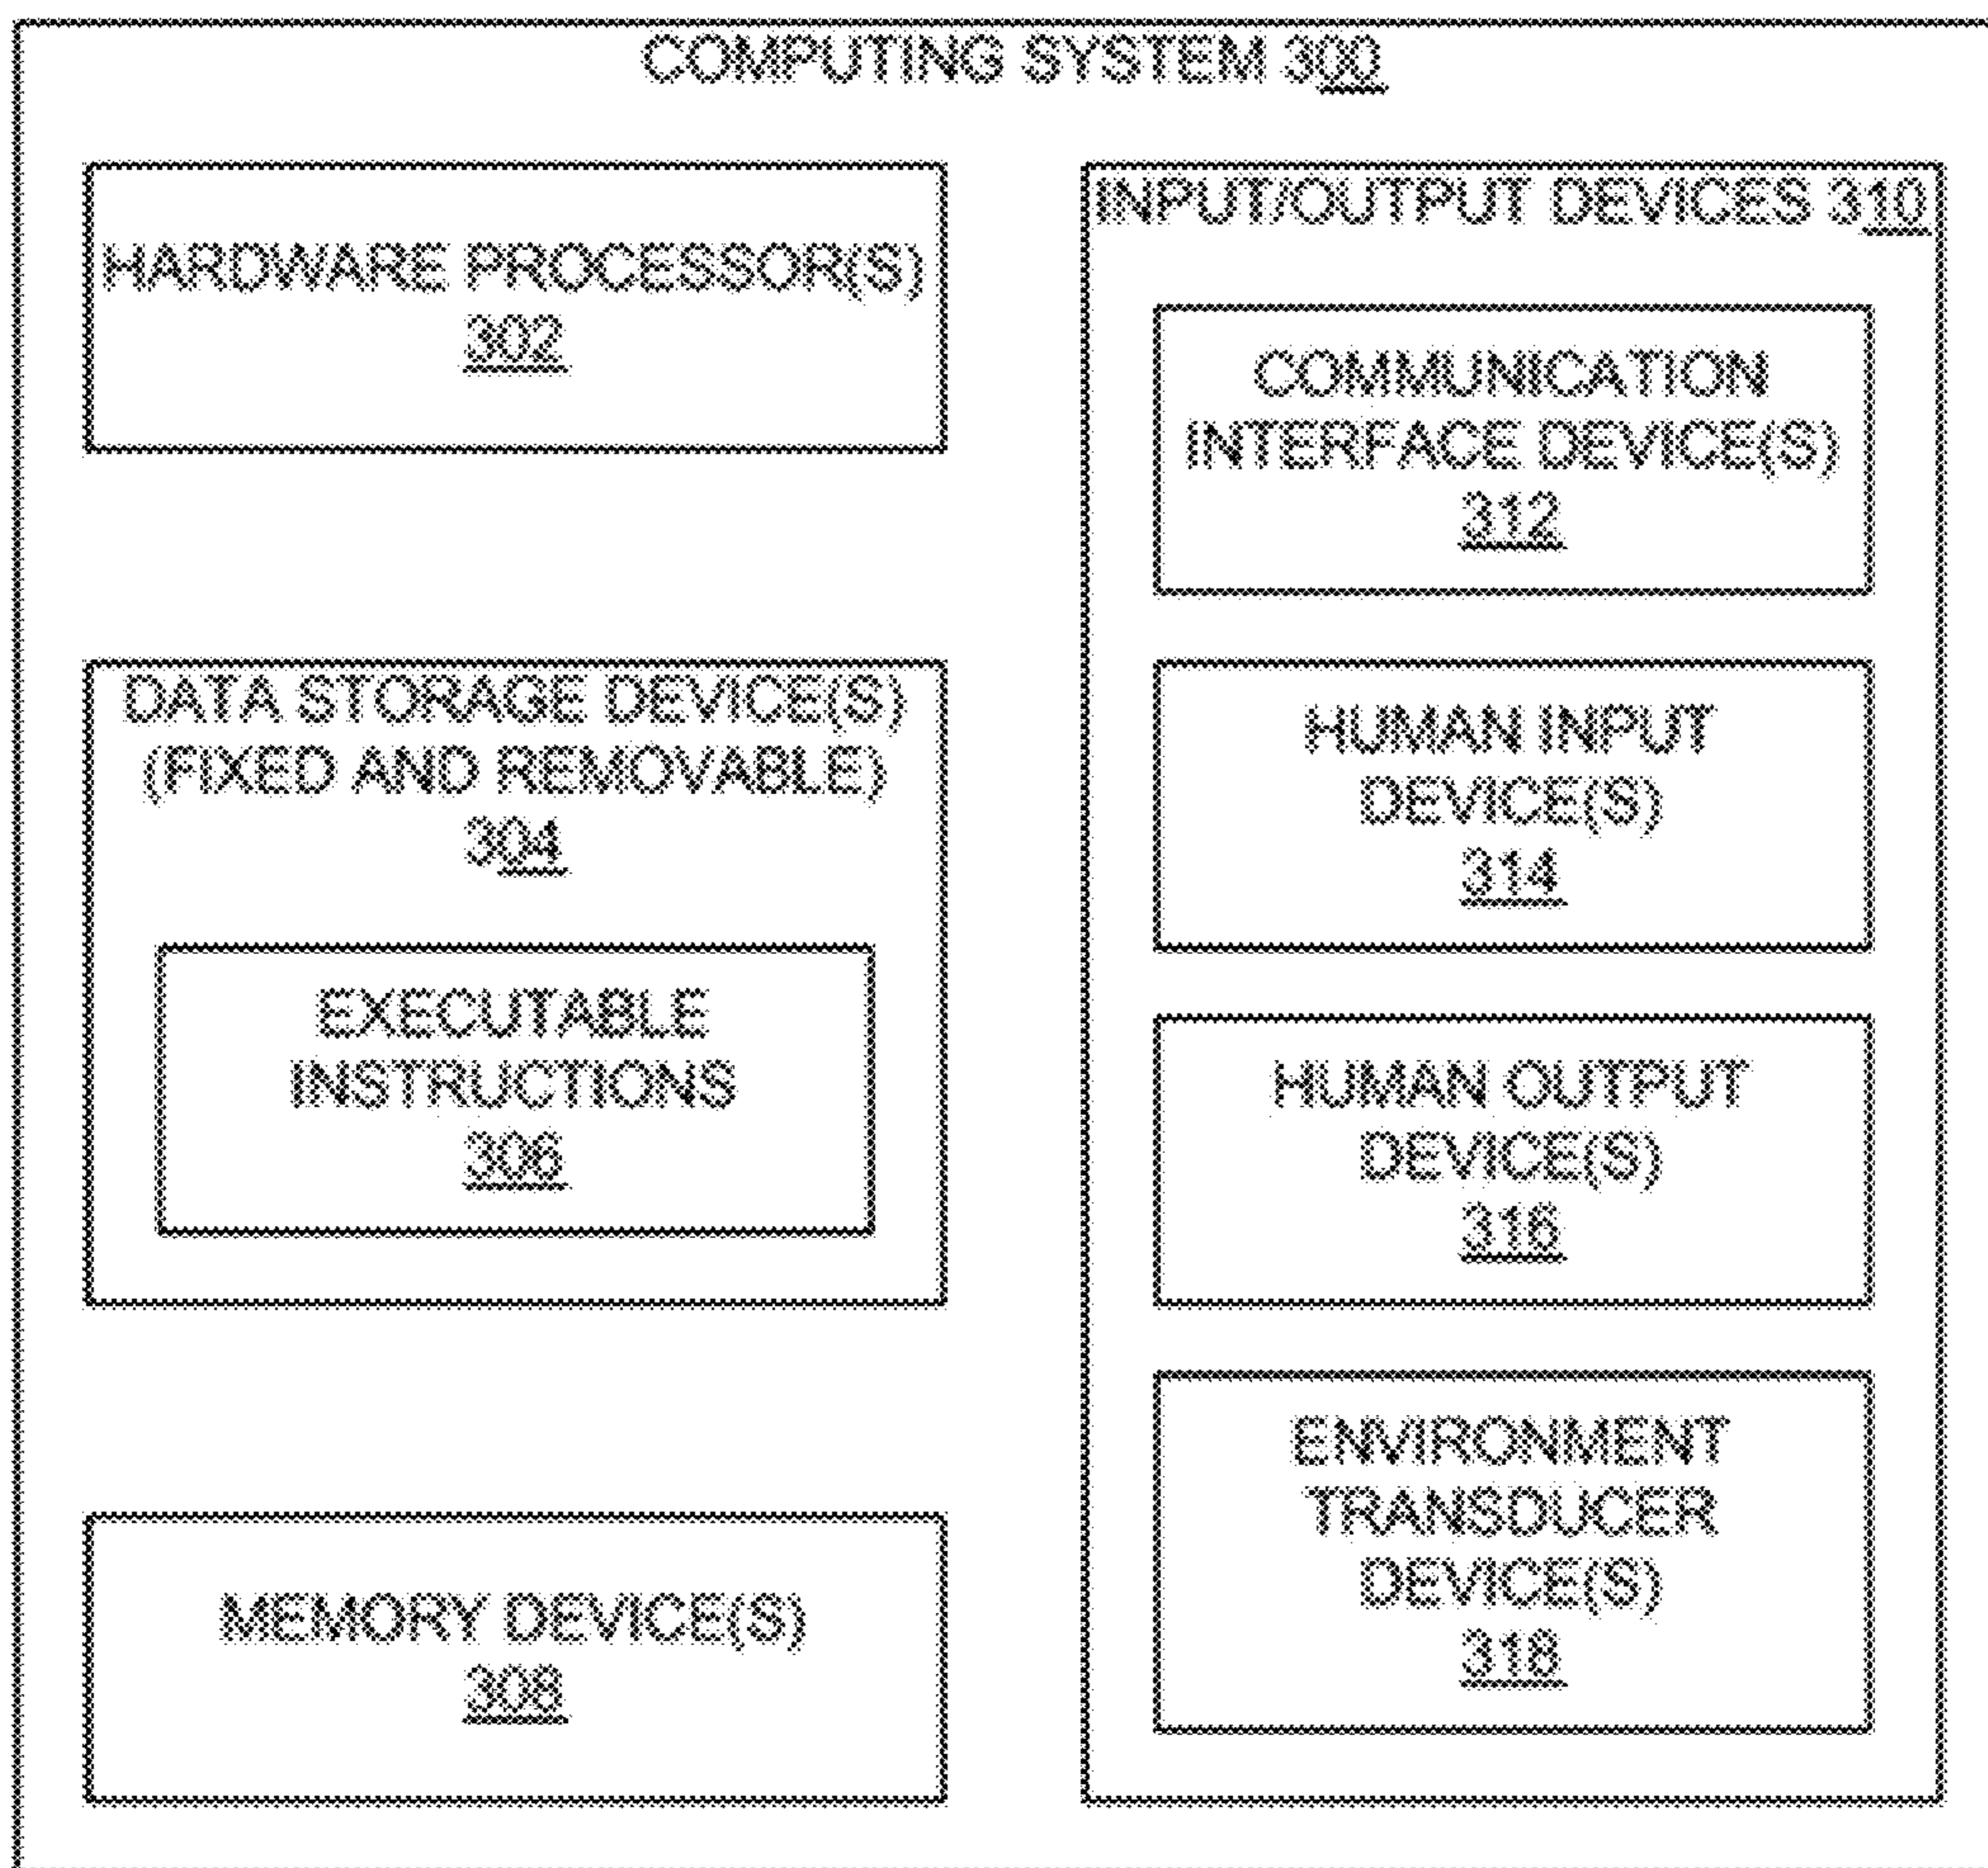 COMPUTING SYSTEM 300
HARDWARE PROCESSOR(S)
302
DATA STORAGE DEVICE(S)
(FIXED AND REMOVABLE)
304
EXECUTABLE
INSTRUCTIONS
306
MEMORY DEVICE(S)
308
INPUT/OUTPUT DEVICES 310
COMMUNICATION
INTERFACE DEVICE(S)
312
HUMAN INPUT
DEVICE(S)
314
HUMAN OUTPUT
DEVICE(S)
316
ENVIRONMENT
TRANSDUCER
DEVICE(S)
318